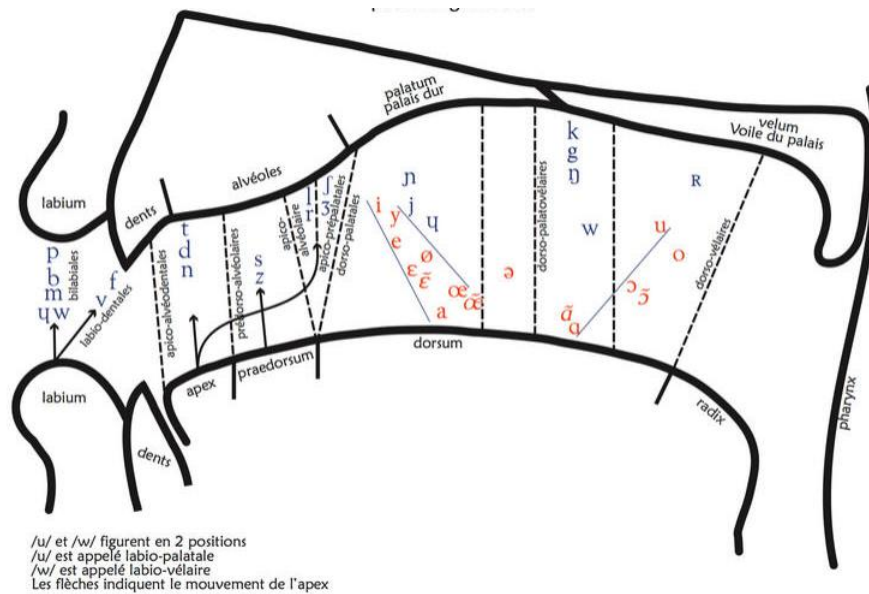 palatum
palais dur
velum
Voile du palais
alvéoles
labium
dents
p
b
m
ɥ w
bilabiales
f
v
labio-dentales
t
d
n
apico-alvéodentales
prédorso-alvéolaires
s
z
l
r
apico-alvéolaire
ʃ
ʒ
apico-prépalatales
dorso-palatales
ɲ
j
ɥ
i
y
e
ø
ɛ
ɛ̃
œ
œ̃
a
ə
dorso-palatovélaires
k
g
ŋ
w
R
u
o
ɔ
ɔ̃
ɑ̃
ɑ
dorso-vélaires
apex
praedorsum
dorsum
radix
pharynx
labium
dents
/u/ et /w/ figurent en 2 positions
/u/ est appelé labio-palatale
/w/ est appelé labio-vélaire
Les flèches indiquent le mouvement de l'apex